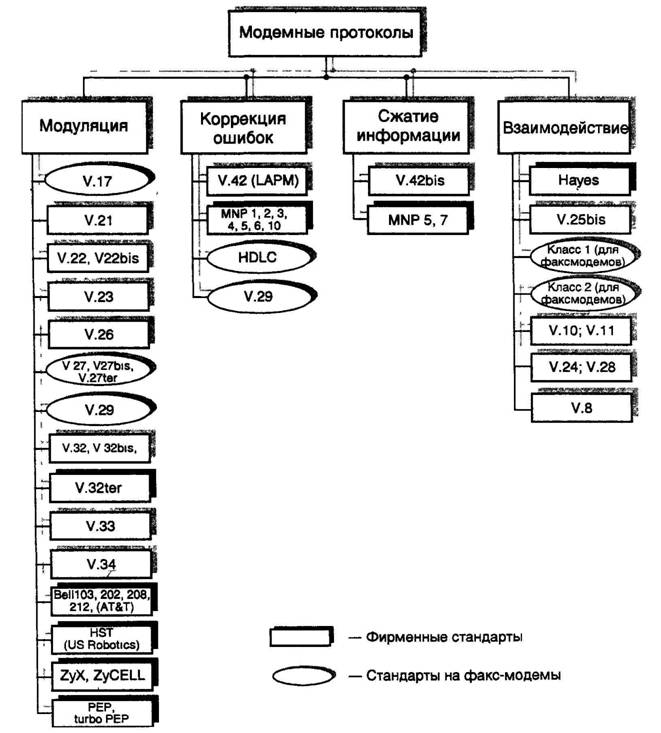 Модемные протоколы
Модуляция
V.17
V.21
V.22, V22bis
V.23
V.26
V 27, V27bis,
V.27ter
V.29
V.32, V 32bis,
V.32ter
V.33
V.34
Bell103, 202, 208,
212, (AT&T)
HST
(US Robotics)
ZyX, ZyCELL
PEP,
turbo PEP
Коррекция
ошибок
V.42 (LAPM)
MNP 1, 2, 3,
4, 5, 6, 10
HDLC
V.29
Сжатие
информации
V.42bis
MNP 5, 7
Взаимодействие
Hayes
V.25bis
Класс 1 (для
факсмодемов)
Класс 2 (для
факсмодемов)
V.10; V.11
V.24; V.28
V.8
— Фирменные стандарты
— Стандарты на факс-модемы